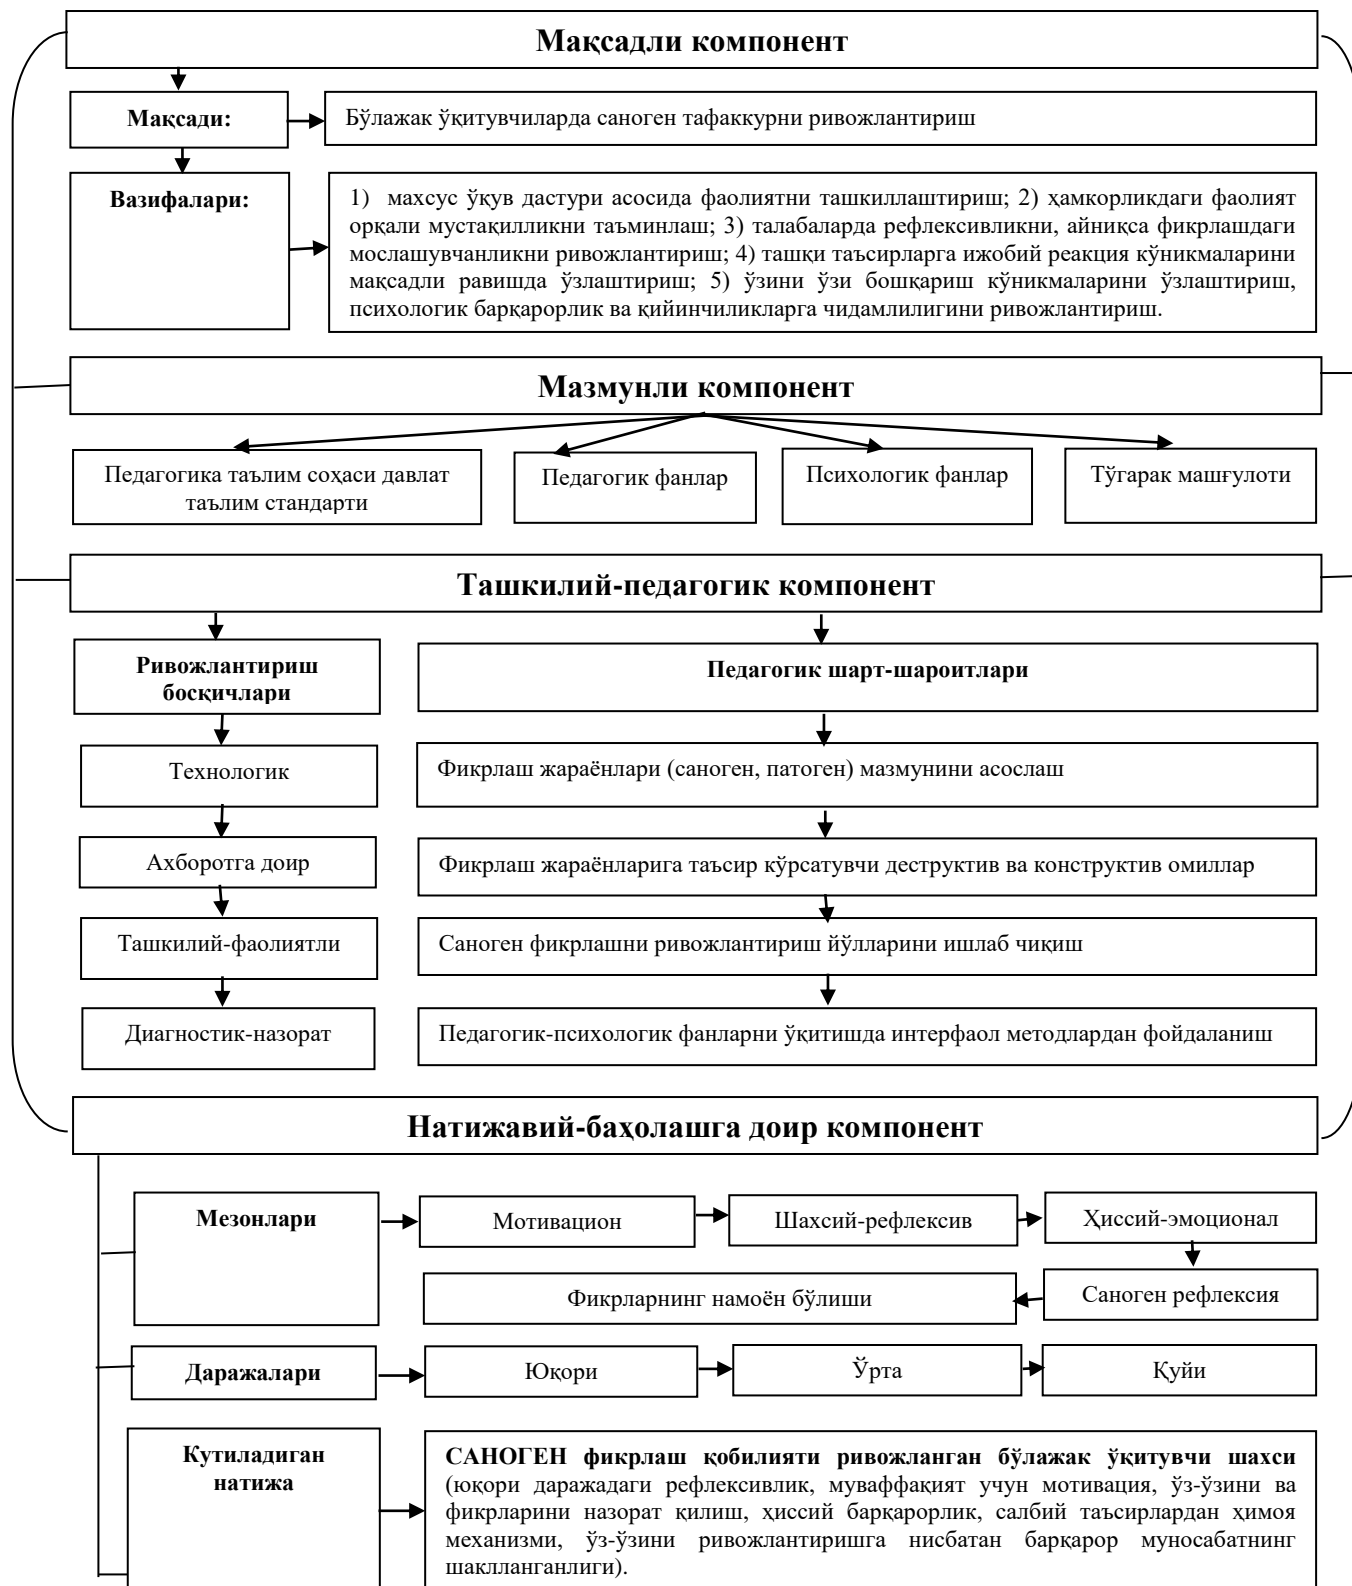 Мақсадли компонент
Мақсади:
Бўлажак ўқитувчиларда саноген тафаккурни ривожлантириш
Вазифалари:
1) махсус ўқув дастури асосида фаолиятни ташкиллаштириш; 2) ҳамкорликдаги фаолият
орқали мустақилликни таъминлаш; 3) талабаларда рефлексивликни, айниқса фикрлашдаги
мослашувчанликни ривожлантириш; 4) ташқи таъсирларга ижобий реакция кўникмаларини
мақсадли равишда ўзлаштириш; 5) ўзини ўзи бошқариш кўникмаларини ўзлаштириш,
психологик барқарорлик ва қийинчиликларга чидамлилигини ривожлантириш.
Мазмунли компонент
Педагогика таълим соҳаси давлат
таълим стандарти
Педагогик фанлар
Психологик фанлар
Тўгарак машғулоти
Ташкилий-педагогик компонент
Ривожлантириш
босқичлари
Педагогик шарт-шароитлари
Технологик
Фикрлаш жараёнлари (саноген, патоген) мазмунини асослаш
Ахборотга доир
Фикрлаш жараёнларига таъсир кўрсатувчи деструктив ва конструктив омиллар
Ташкилий-фаолиятли
Саноген фикрлашни ривожлантириш йўлларини ишлаб чиқиш
Диагностик-назорат
Педагогик-психологик фанларни ўқитишда интерфаол методлардан фойдаланиш
Натижавий-баҳолашга доир компонент
Мезонлари
Мотивацион
Шахсий-рефлексив
Ҳиссий-эмоционал
Фикрларнинг намоён бўлиши
Саноген рефлексия
Даражалари
Юқори
Ўрта
Қуйи
Кутиладиган
натижа
САНОГЕН фикрлаш қобилияти ривожланган бўлажак ўқитувчи шахси
(юқори даражадаги рефлексивлик, муваффақият учун мотивация, ўз-ўзини ва
фикрларини назорат қилиш, ҳиссий барқарорлик, салбий таъсирлардан ҳимоя
механизми, ўз-ўзини ривожлантиришга нисбатан барқарор муносабатнинг
шаклланганлиги).